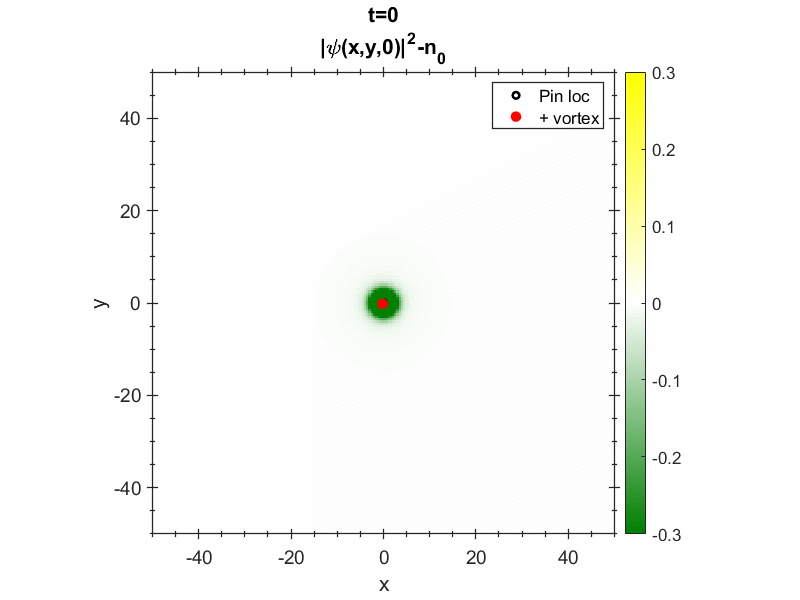 t=0
|ψ(x,y,0)|²-n₀
Pin loc
+ vortex
40
20
0
-20
-40
y
-40 -20 0 20 40
x
0.3
0.2
0.1
0
-0.1
-0.2
-0.3